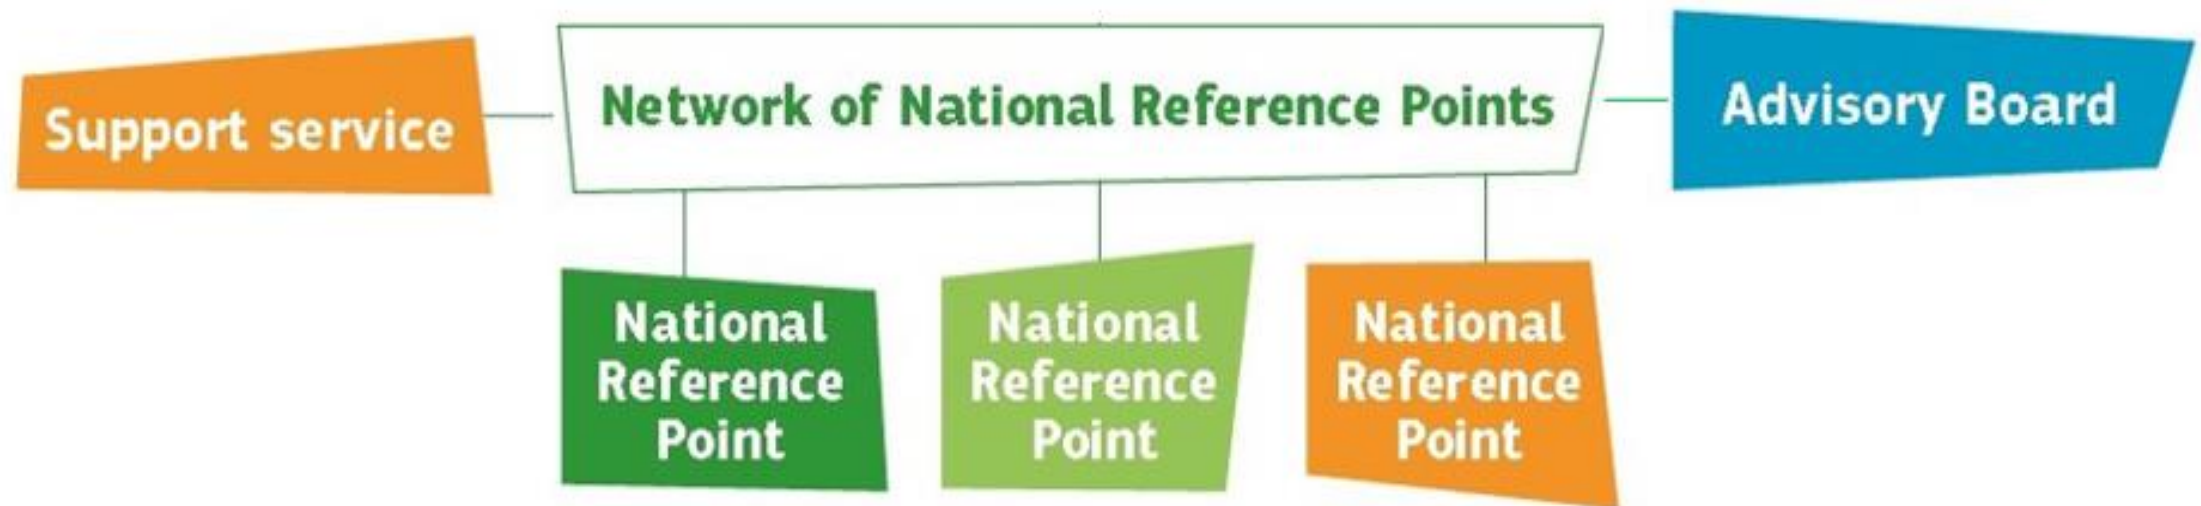 Support service
Network of National Reference Points
Advisory Board
National
Reference
Point
National
Reference
Point
National
Reference
Point